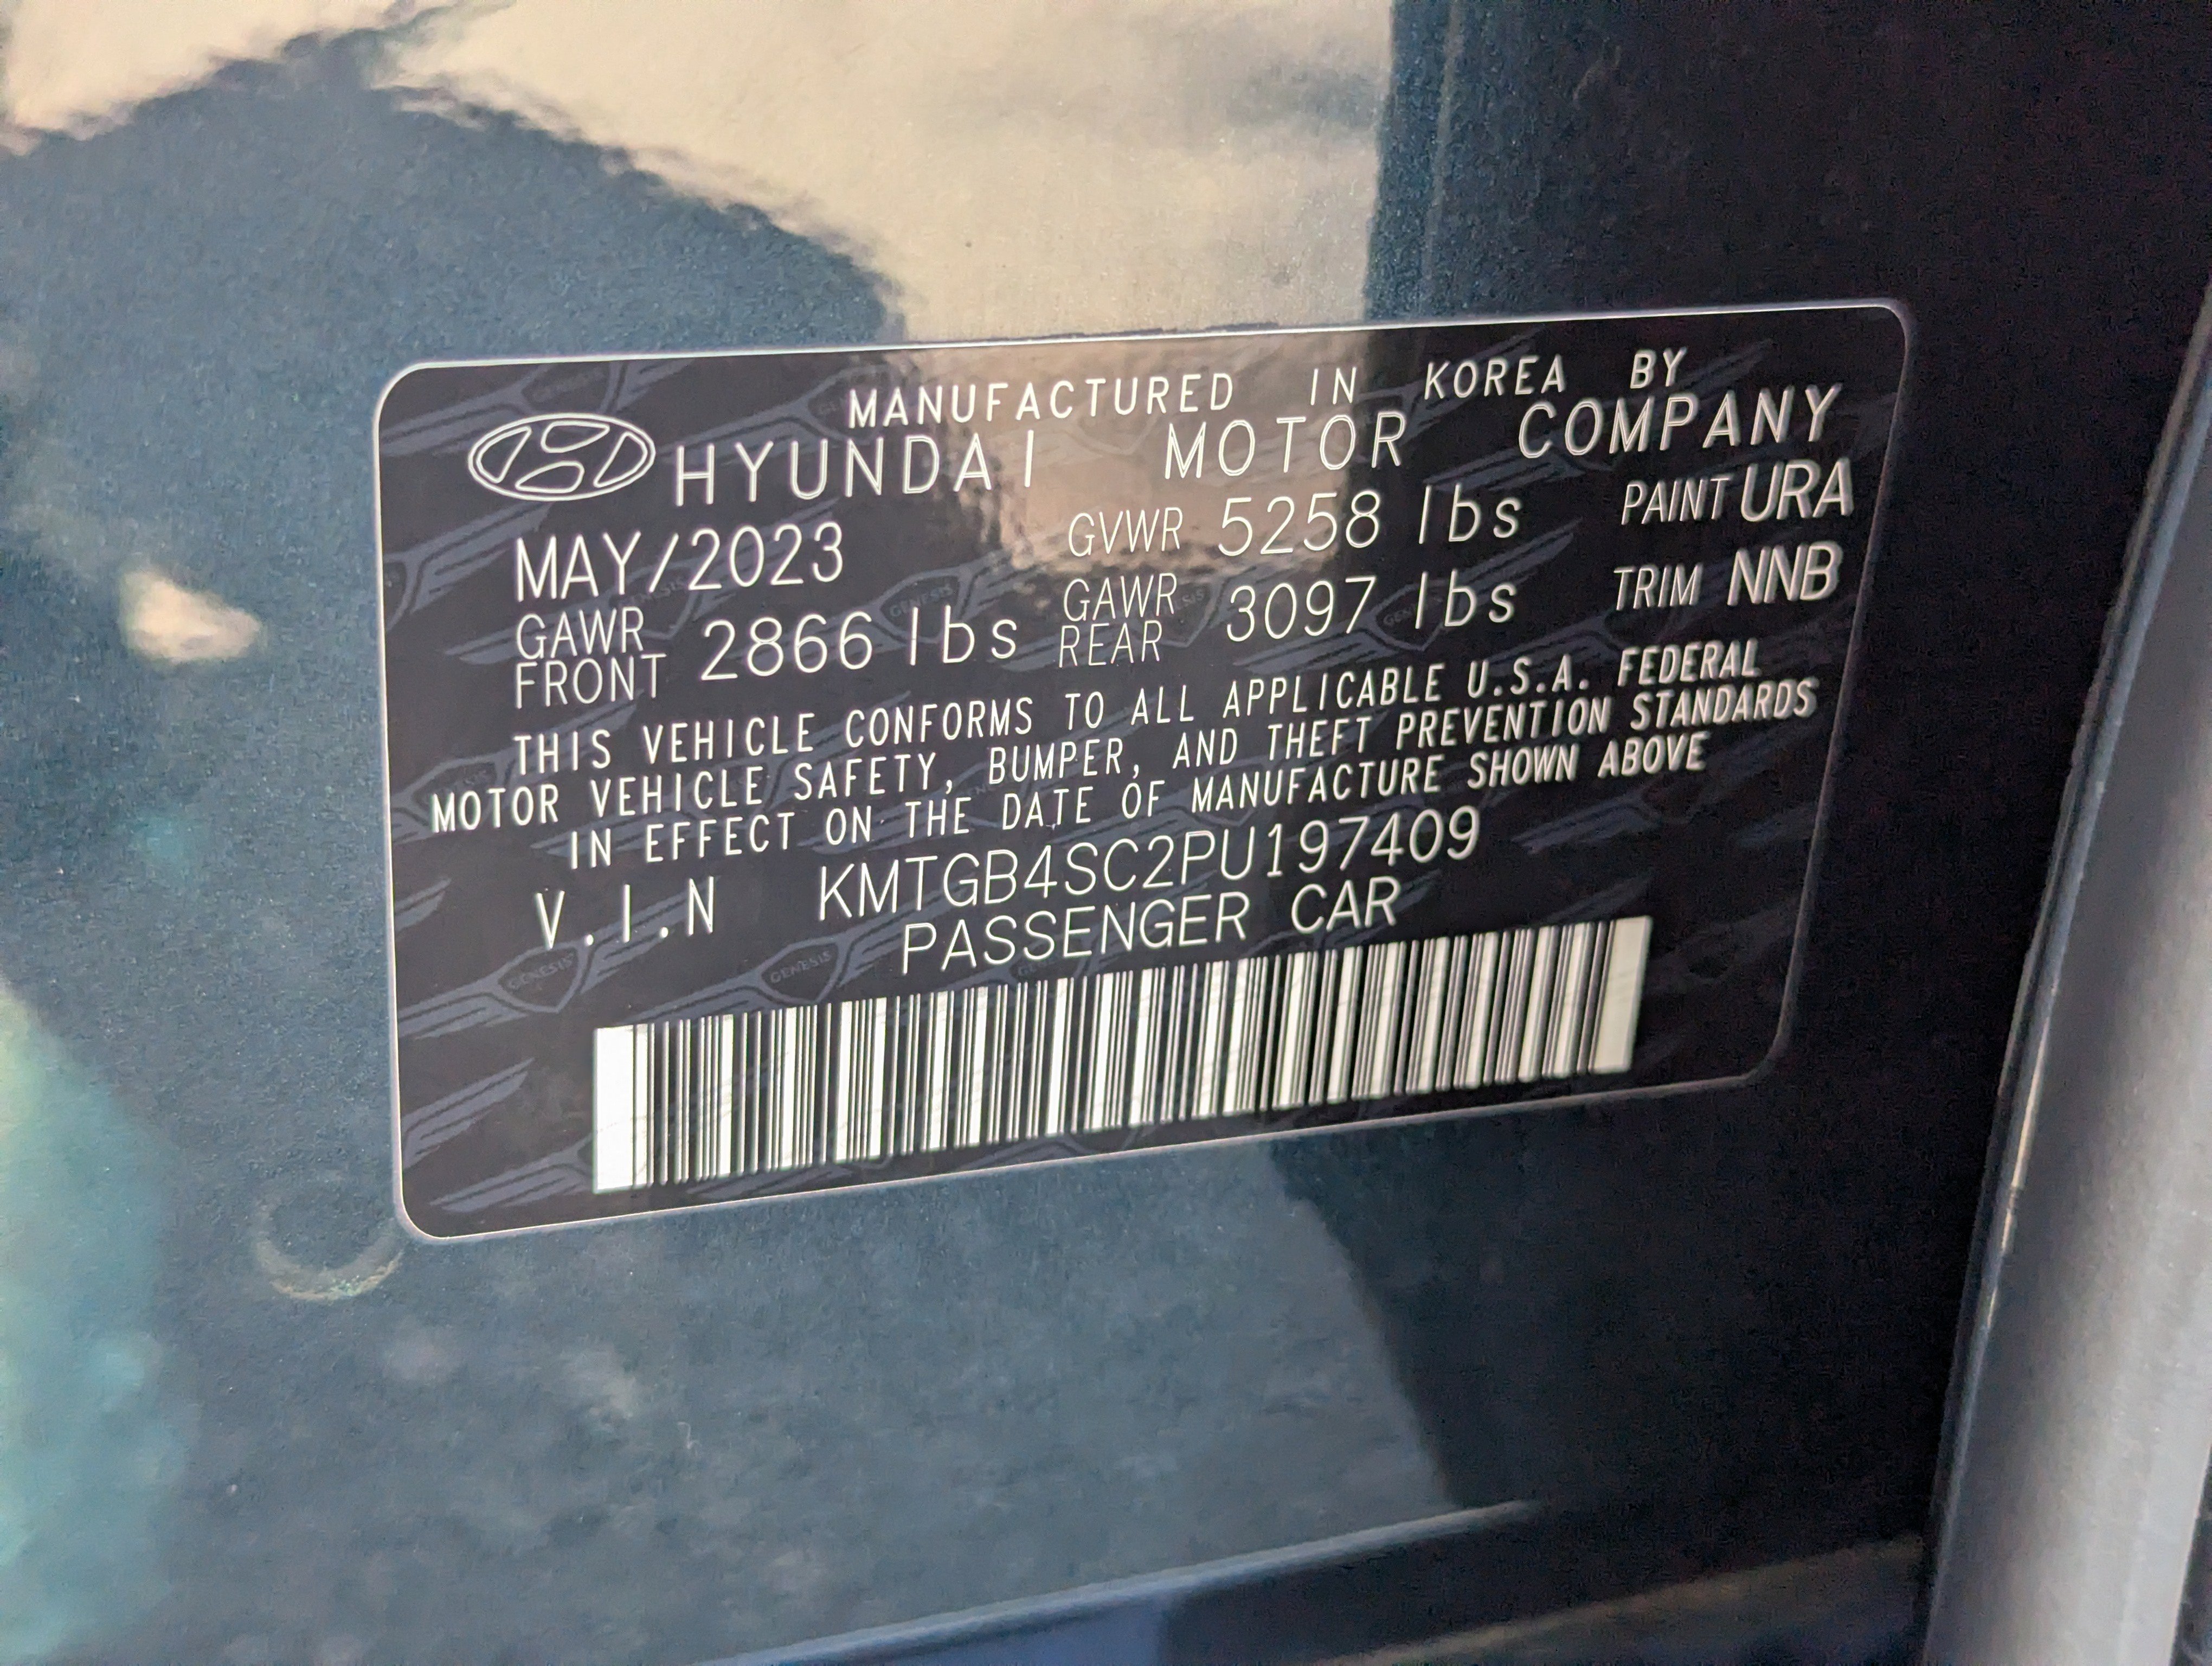 MANUFACTURED IN KOREA BY
HYUNDAI MOTOR COMPANY
MAY/2023 GVWR 5258 lbs PAINT URA
GAWR FRONT 2866 lbs GAWR REAR 3097 lbs TRIM NNB
THIS VEHICLE CONFORMS TO ALL APPLICABLE U.S.A. FEDERAL
MOTOR VEHICLE SAFETY, BUMPER, AND THEFT PREVENTION STANDARDS
IN EFFECT ON THE DATE OF MANUFACTURE SHOWN ABOVE
V.I.N KMTGB4SC2PU197409
PASSENGER CAR
GENESIS GENESIS